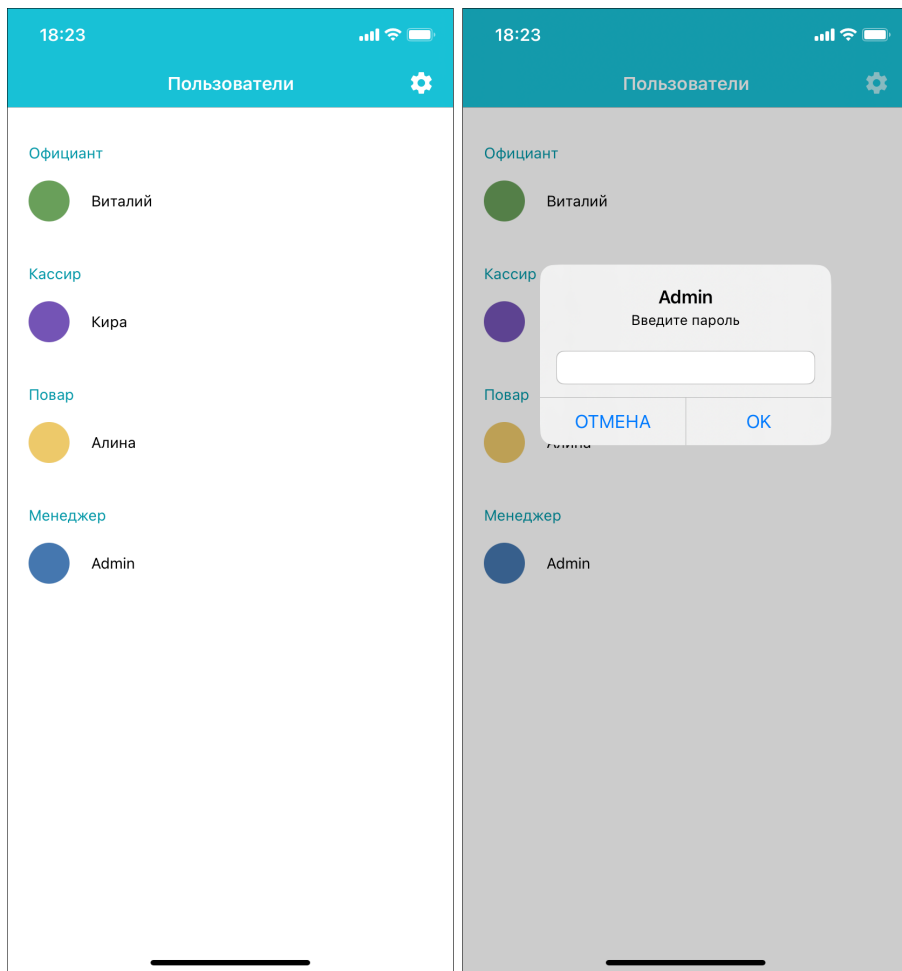 18:23
Пользователи
Официант
Виталий
Кассир
Кира
Повар
Алина
Менеджер
Admin
18:23
Пользователи
Официант
Виталий
Кассир
Admin
Введите пароль
ОТМЕНА
OK
Повар
Алина
Менеджер
Admin